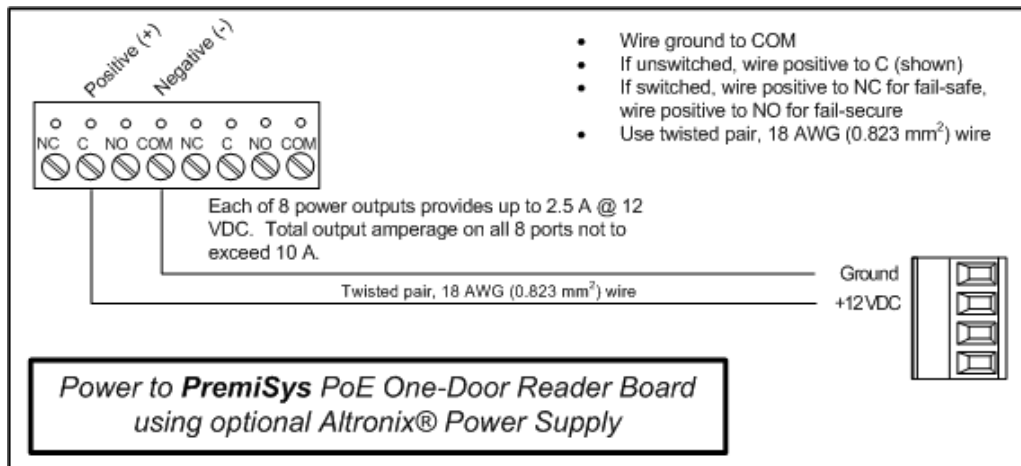 Positive (+)
Negative (-)
• Wire ground to COM
• If unswitched, wire positive to C (shown)
• If switched, wire positive to NC for fail-safe,
wire positive to NO for fail-secure
• Use twisted pair, 18 AWG (0.823 mm²) wire
NC C NO COM NC C NO COM
Each of 8 power outputs provides up to 2.5 A @ 12
VDC. Total output amperage on all 8 ports not to
exceed 10 A.
Ground
Twisted pair, 18 AWG (0.823 mm²) wire
+12VDC
Power to PremiSys PoE One-Door Reader Board
using optional Altronix® Power Supply